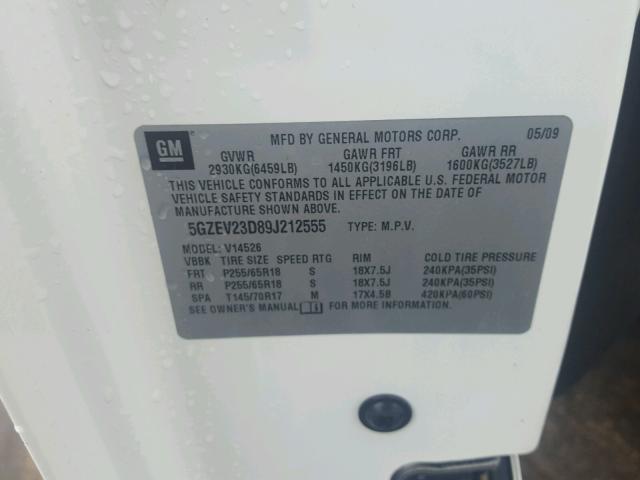 MFD BY GENERAL MOTORS CORP. 05/09
GM
GVWR GAWR FRT GAWR RR
2930KG(6459LB) 1450KG(3196LB) 1600KG(3527LB)
THIS VEHICLE CONFORMS TO ALL APPLICABLE U.S. FEDERAL MOTOR
VEHICLE SAFETY STANDARDS IN EFFECT ON THE DATE OF
MANUFACTURE SHOWN ABOVE.
5GZEV23D89J212555 TYPE: M.P.V.
MODEL: V14526
VBBK TIRE SIZE SPEED RTG RIM COLD TIRE PRESSURE
FRT P255/65R18 S 18X7.5J 240KPA(35PSI)
RR P255/65R18 S 18X7.5J 240KPA(35PSI)
SPA T145/70R17 M 17X4.5B 420KPA(60PSI)
SEE OWNER'S MANUAL FOR MORE INFORMATION.